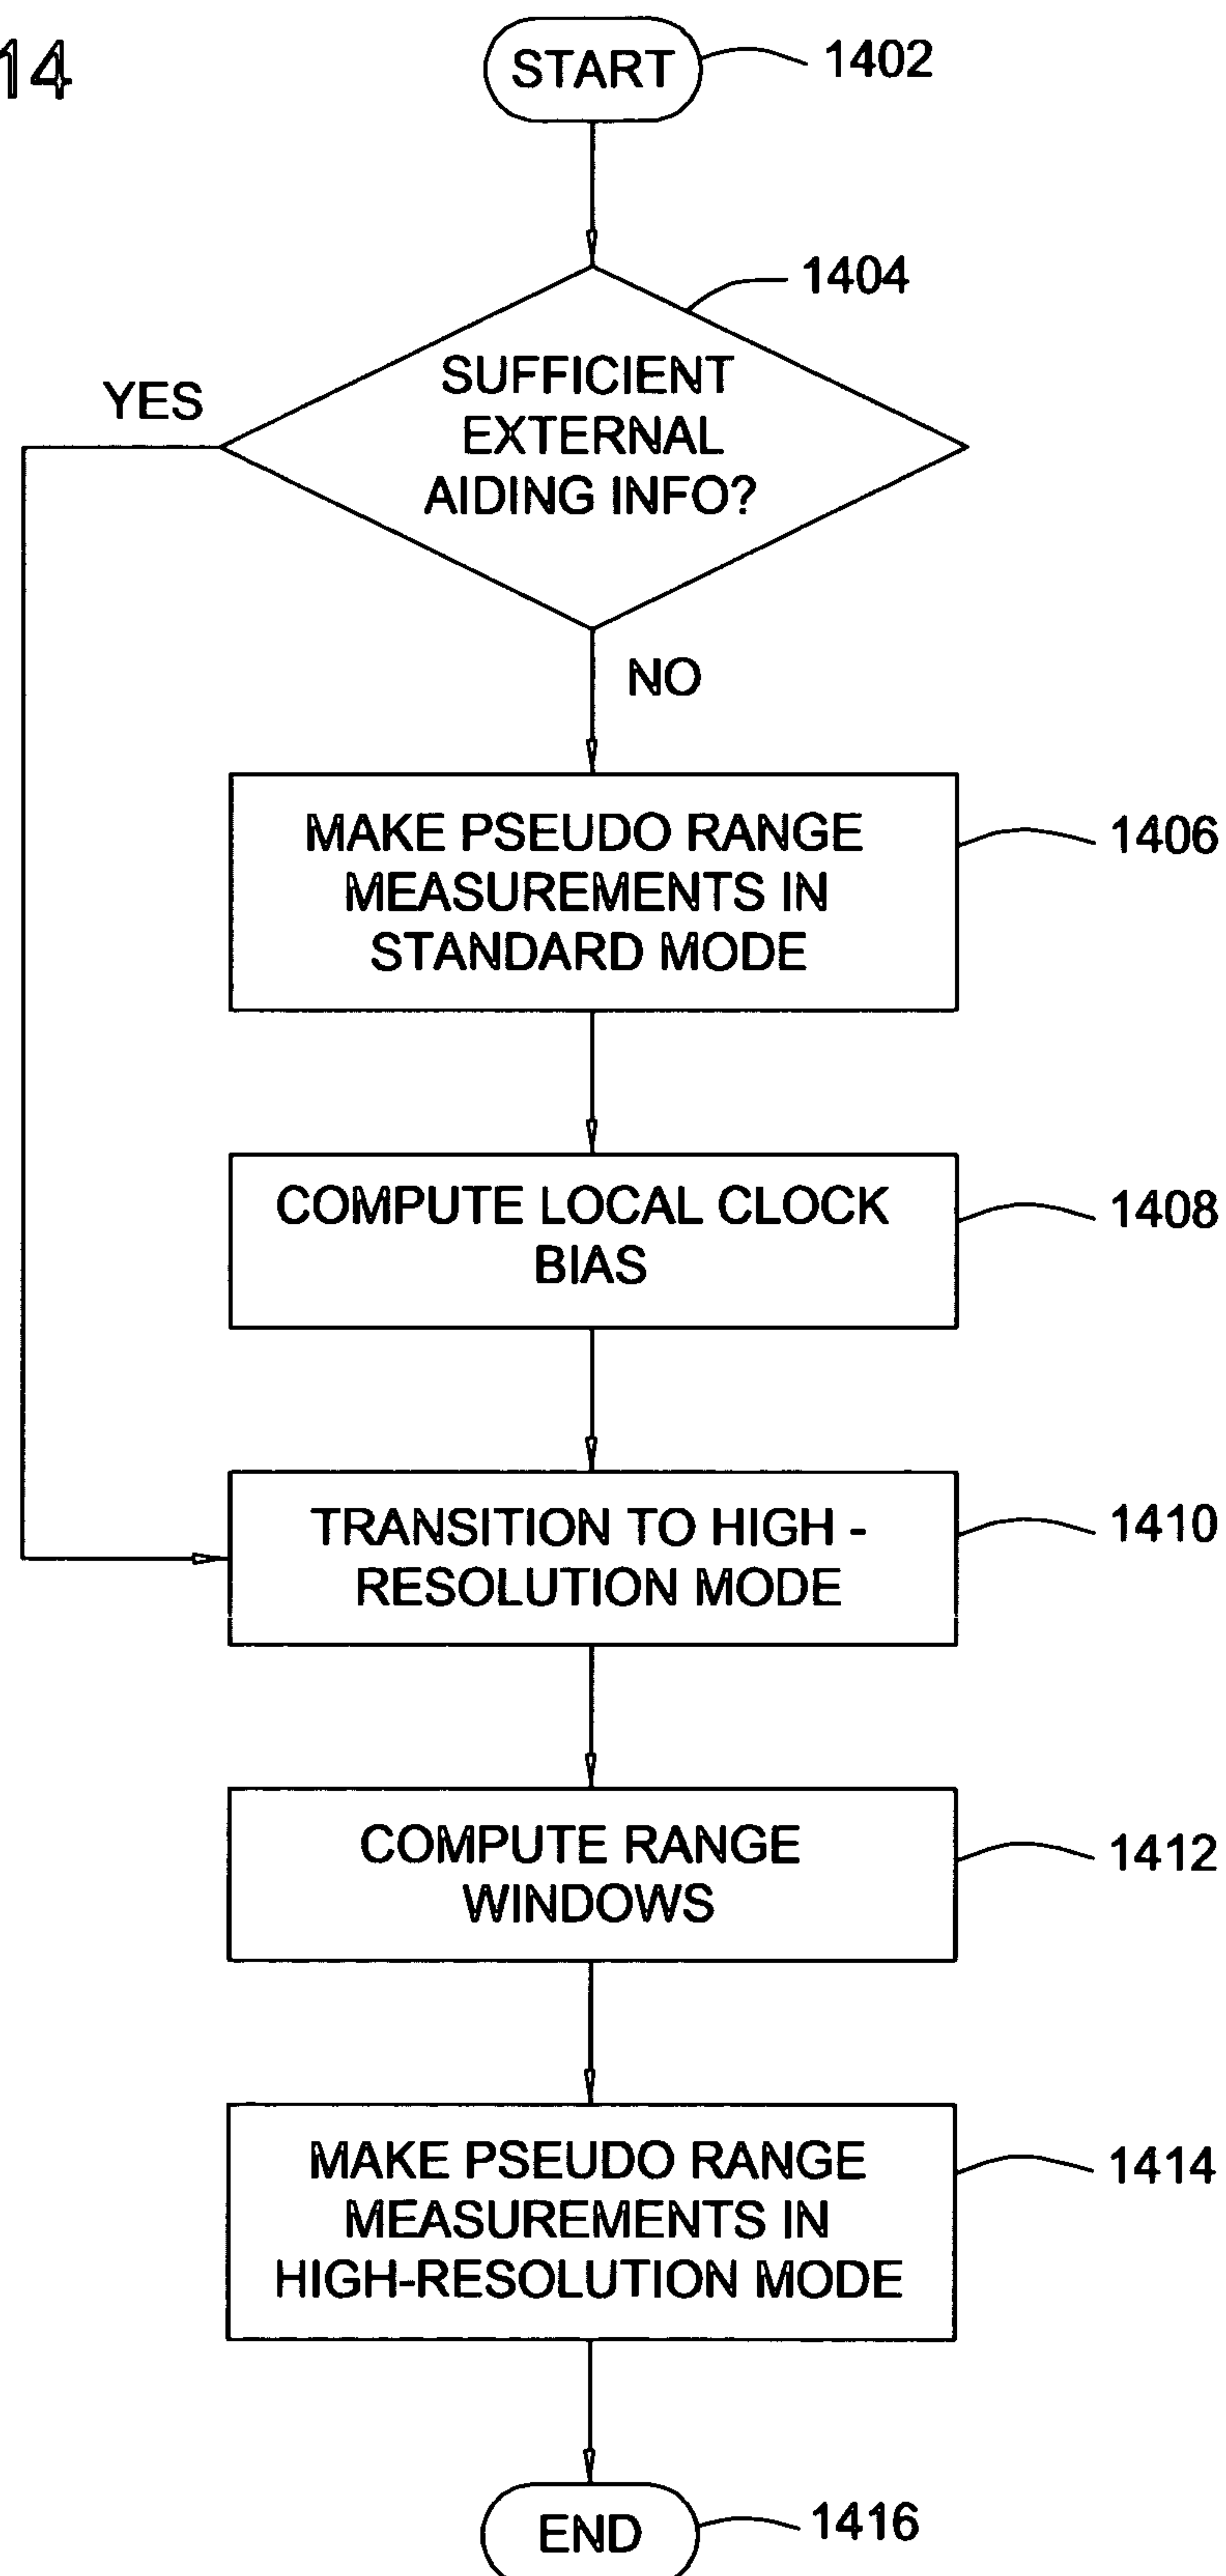 14
START
1402
1404
YES
SUFFICIENT
EXTERNAL
AIDING INFO?
NO
MAKE PSEUDO RANGE
MEASUREMENTS IN
STANDARD MODE
1406
COMPUTE LOCAL CLOCK
BIAS
1408
TRANSITION TO HIGH -
RESOLUTION MODE
1410
COMPUTE RANGE
WINDOWS
1412
MAKE PSEUDO RANGE
MEASUREMENTS IN
HIGH-RESOLUTION MODE
1414
END
1416